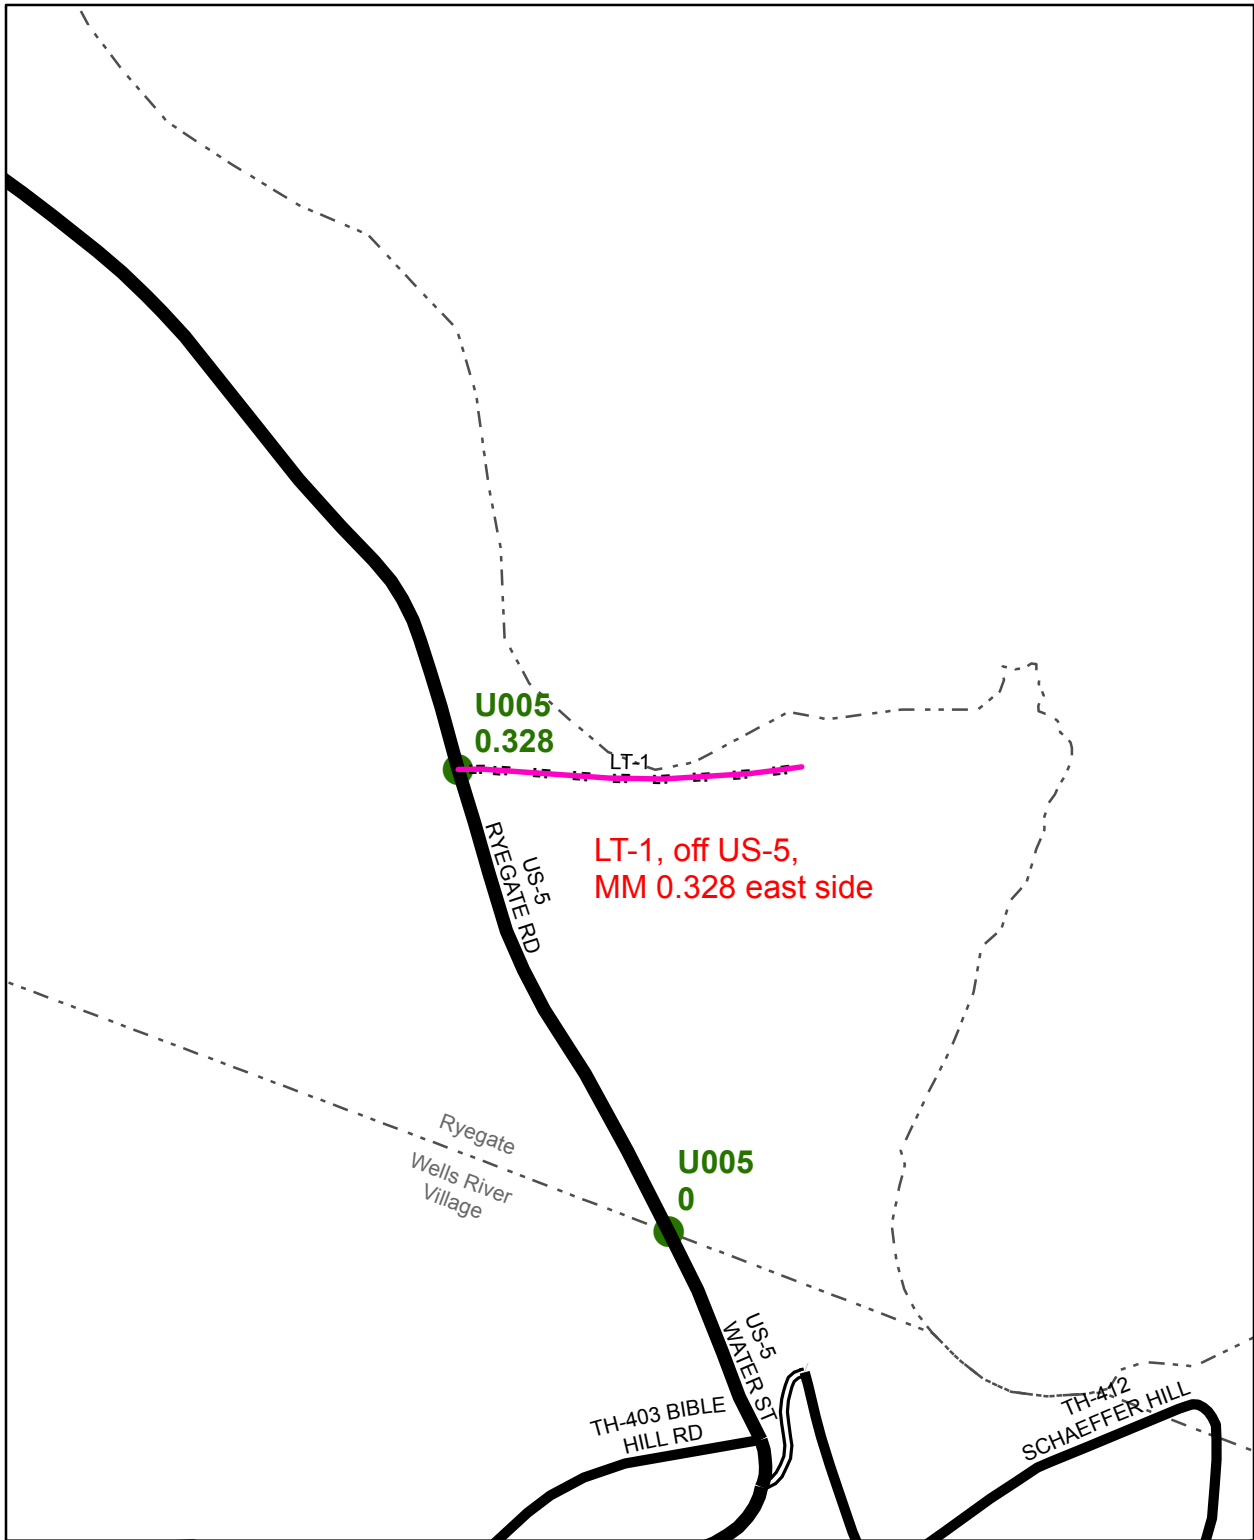 U005
0.328
LT-1
LT-1, off US-5,
MM 0.328 east side
US-5
RYEGATE RD
Ryegate
Wells River
Village
U005
0
US-5
WATER ST
TH-403 BIBLE
HILL RD
TH-412
SCHAEFFER HILL